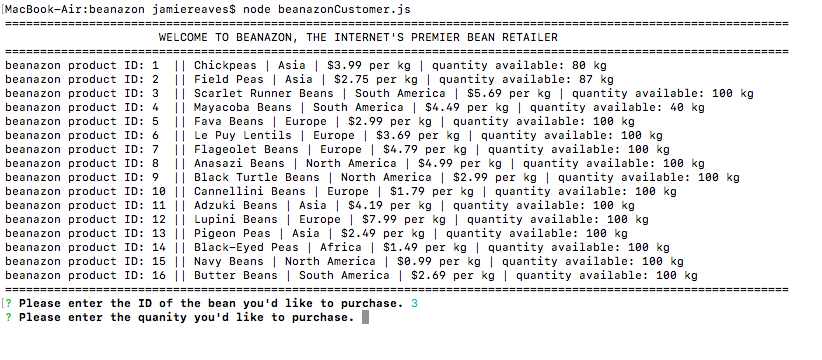 [MacBook-Air:beanazon jamiereaves$ node beanazonCustomer.js
================================================================================================================
WELCOME TO BEANAZON, THE INTERNET'S PREMIER BEAN RETAILER
================================================================================================================
beanazon product ID: 1  || Chickpeas | Asia | $3.99 per kg | quantity available: 80 kg
beanazon product ID: 2  || Field Peas | Asia | $2.75 per kg | quantity available: 87 kg
beanazon product ID: 3  || Scarlet Runner Beans | South America | $5.69 per kg | quantity available: 100 kg
beanazon product ID: 4  || Mayacoba Beans | South America | $4.49 per kg | quantity available: 40 kg
beanazon product ID: 5  || Fava Beans | Europe | $2.99 per kg | quantity available: 100 kg
beanazon product ID: 6  || Le Puy Lentils | Europe | $3.69 per kg | quantity available: 100 kg
beanazon product ID: 7  || Flageolet Beans | Europe | $4.79 per kg | quantity available: 100 kg
beanazon product ID: 8  || Anasazi Beans | North America | $4.99 per kg | quantity available: 100 kg
beanazon product ID: 9  || Black Turtle Beans | North America | $2.99 per kg | quantity available: 100 kg
beanazon product ID: 10 || Cannellini Beans | Europe | $1.79 per kg | quantity available: 100 kg
beanazon product ID: 11 || Adzuki Beans | Asia | $4.19 per kg | quantity available: 100 kg
beanazon product ID: 12 || Lupini Beans | Europe | $7.99 per kg | quantity available: 100 kg
beanazon product ID: 13 || Pigeon Peas | Asia | $2.49 per kg | quantity available: 100 kg
beanazon product ID: 14 || Black-Eyed Peas | Africa | $1.49 per kg | quantity available: 100 kg
beanazon product ID: 15 || Navy Beans | North America | $0.99 per kg | quantity available: 100 kg
beanazon product ID: 16 || Butter Beans | South America | $2.69 per kg | quantity available: 100 kg
================================================================================================================
[? Please enter the ID of the bean you'd like to purchase. 3
? Please enter the quanity you'd like to purchase.